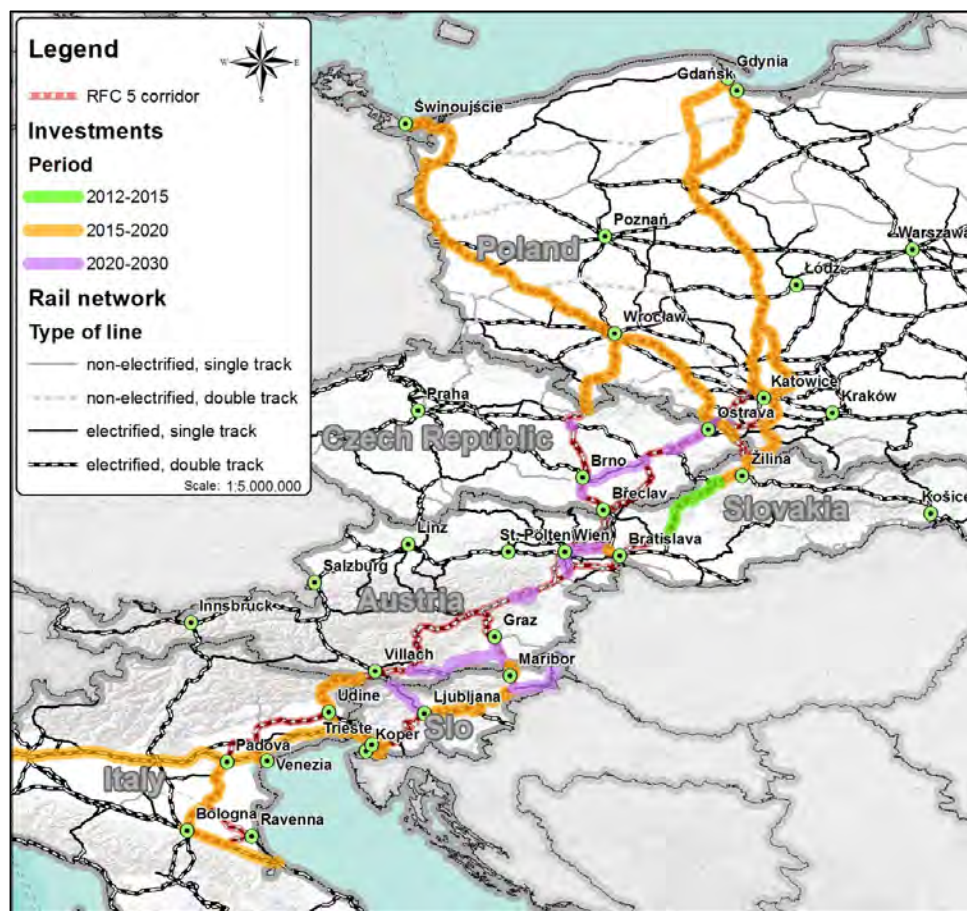 Legend
N
W
E
S
RFC 5 corridor
Investments
Period
2012-2015
2015-2020
2020-2030
Rail network
Type of line
non-electrified, single track
non-electrified, double track
electrified, single track
electrified, double track
Scale: 1:5.000.000
Gdynia
Gdańsk
Świnoujście
Poznań
Warszawa
Poland
Łódź
Wrocław
Katowice
Praha
Kraków
Ostrava
Czech Republic
Brno
Žilina
Břeclav
Slovakia
Košice
Linz
St. Pölten
Wien
Bratislava
Salzburg
Austria
Innsbruck
Graz
Villach
Maribor
Udine
Ljubljana
Trieste
Slo
Koper
Padova
Venezia
Italy
Bologna
Ravenna